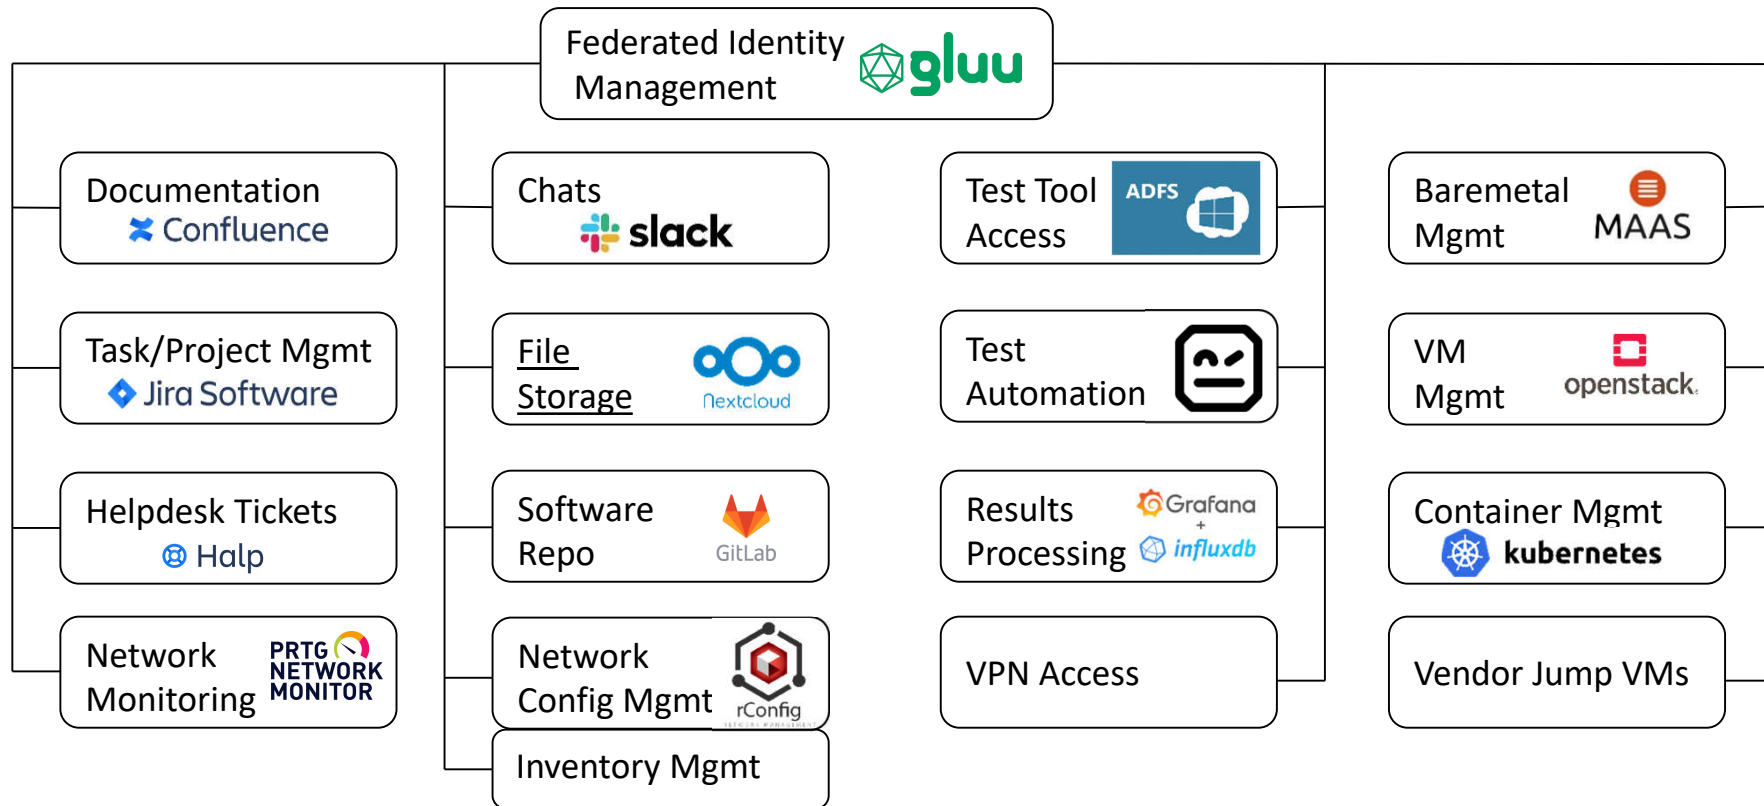 Federated Identity
Management
gluu
Documentation
Confluence
Task/Project Mgmt
Jira Software
Helpdesk Tickets
Halp
Network
Monitoring
PRTG
NETWORK
MONITOR
Chats
slack
File
Storage
Nextcloud
Software
Repo
GitLab
Network
Config Mgmt
rConfig
NETWORK MANAGEMENT
Inventory Mgmt
Test Tool
Access
ADFS
Test
Automation
Results
Processing
Grafana
+
influxdb
VPN Access
Baremetal
Mgmt
MAAS
VM
Mgmt
openstack.
Container Mgmt
kubernetes
Vendor Jump VMs